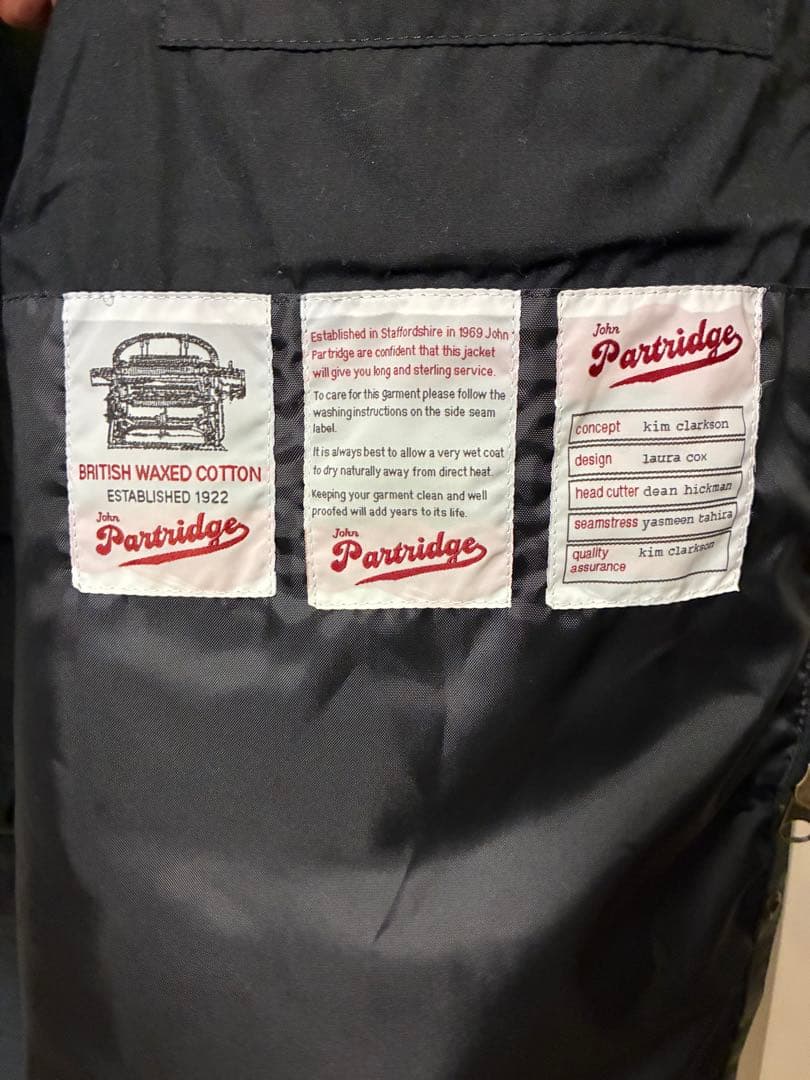 BRITISH WAXED COTTON
ESTABLISHED 1922
John
Partridge
Established in Staffordshire in 1969 John
Partridge are confident that this jacket
will give you long and sterling service.
To care for this garment please follow the
washing instructions on the side seam
label.
It is always best to allow a very wet coat
to dry naturally away from direct heat.
Keeping your garment clean and well
proofed will add years to its life.
John
Partridge
John
Partridge
concept kim clarkson
design laura cox
head cutter dean hickman
seamstress yasmeen tahira
quality kim clarkson
assurance